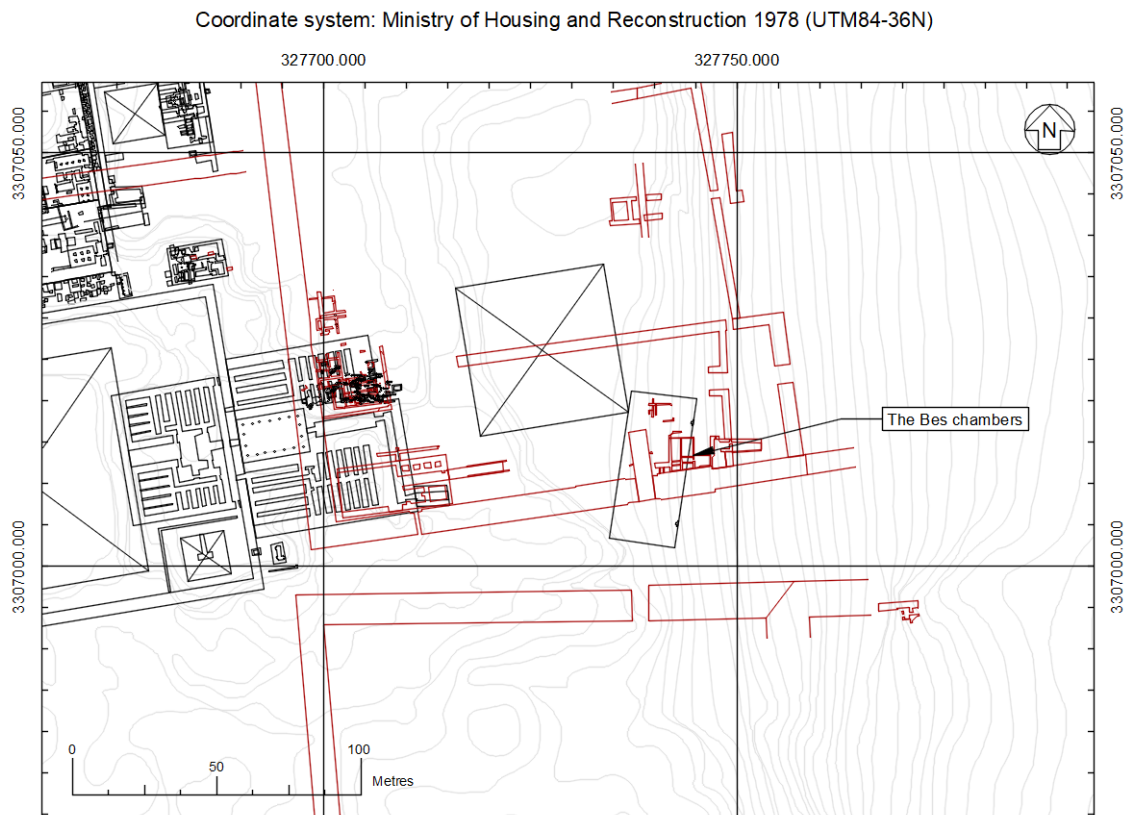 Coordinate system: Ministry of Housing and Reconstruction 1978 (UTM84-36N)
327700.000
327750.000
3307050.000
3307050.000
N
The Bes chambers
3307000.000
3307000.000
0
50
100
Metres